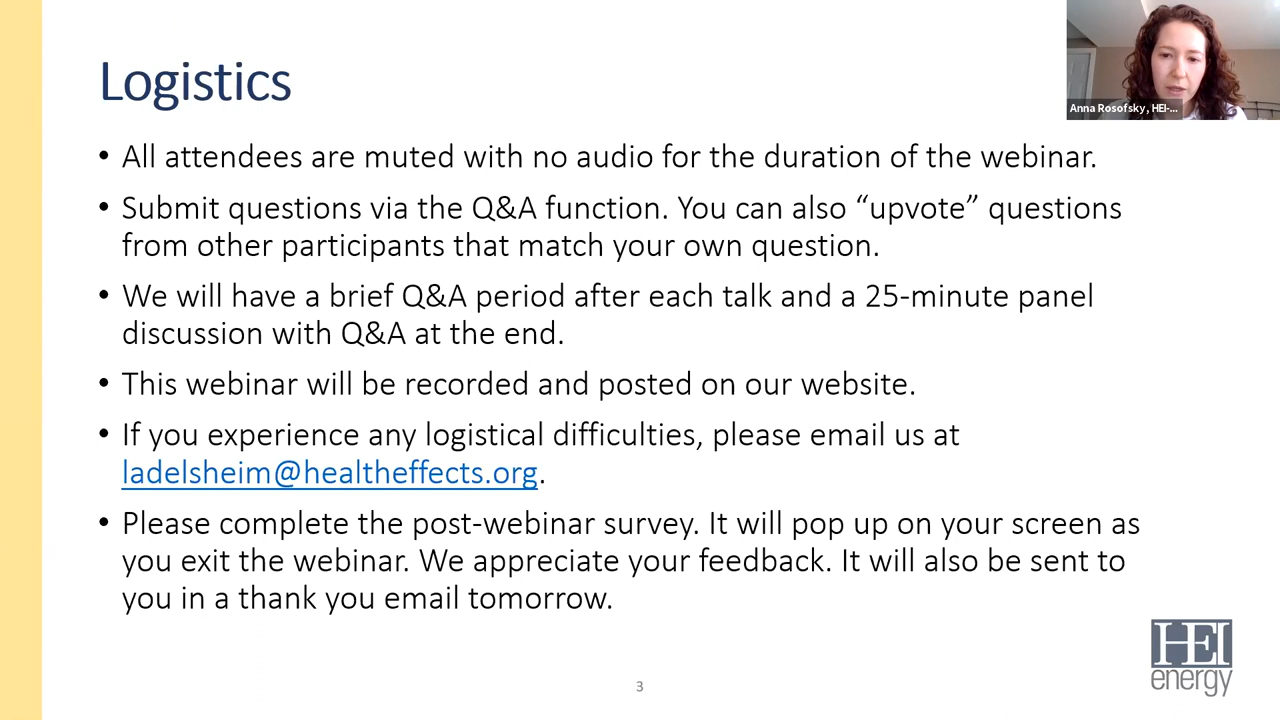 Logistics
Anna Rosofsky, HEI-...
• All attendees are muted with no audio for the duration of the webinar.
• Submit questions via the Q&A function. You can also “upvote” questions
from other participants that match your own question.
• We will have a brief Q&A period after each talk and a 25-minute panel
discussion with Q&A at the end.
• This webinar will be recorded and posted on our website.
• If you experience any logistical difficulties, please email us at
ladelsheim@healtheffects.org.
• Please complete the post-webinar survey. It will pop up on your screen as
you exit the webinar. We appreciate your feedback. It will also be sent to
you in a thank you email tomorrow.
HEI
energy
3